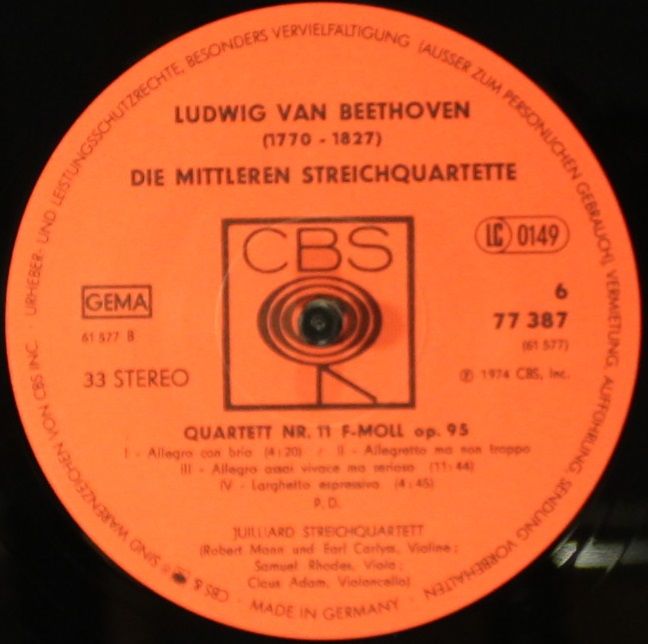 URHEBER- UND LEISTUNGSSCHUTZRECHTE, BESONDERS VERVIELFÄLTIGUNG (AUSSER ZUM PERSÖNLICHEN GEBRAUCH), VERMIETUNG, AUFFÜHRUNG, SENDUNG VORBEHALTEN ·
LUDWIG VAN BEETHOVEN
(1770 - 1827)
DIE MITTLEREN STREICHQUARTETTE
CBS
LC 0149
GEMA
61 577 B
33 STEREO
6
77 387
(61 577)
℗ 1974 CBS, Inc.
QUARTETT NR. 11 F-MOLL op. 95
I - Allegro con brio (4:20) / II - Allegretto ma non troppo
III - Allegro assai vivace ma serioso (11:44)
IV - Larghetto espressivo (4:45)
P. D.
JUILLIARD STREICHQUARTETT
(Robert Mann und Earl Carlyss, Violine;
Samuel Rhodes, Viola;
Claus Adam, Violoncello)
CBS & SIND WARENZEICHEN VON CBS INC. ·
· MADE IN GERMANY ·